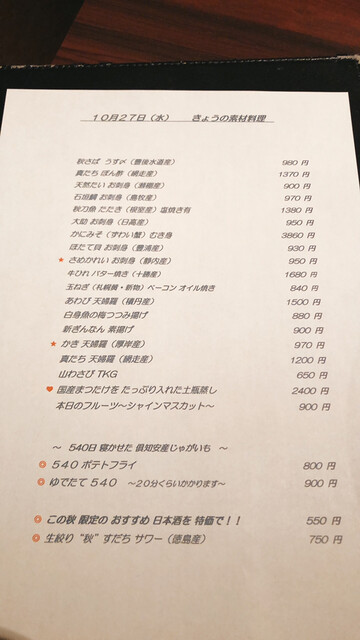 10月27日（水）　　きょうの素材料理
秋さば うす〆（豊後水道産） 980 円
真たち ぽん酢（網走産） 1370 円
天然たい お刺身（瀬棚産） 900 円
石垣鯛 お刺身（島牧産） 970 円
秋刀魚 たたき（根室産）塩焼き有 1380 円
大助 お刺身（日高産） 950 円
かにみそ（ずわい蟹）むき身 3860 円
ほたて貝 お刺身（豊浦産） 930 円
★ さめかれい お刺身（静内産） 950 円
牛ひれ バター焼き（十勝産） 1680 円
玉ねぎ（札幌黄・新物）ベーコン オイル焼き 840 円
あわび 天婦羅（積丹産） 1500 円
白身魚の梅つつみ揚げ 880 円
新ぎんなん 素揚げ 900 円
★ かき 天婦羅（厚岸産） 970 円
真たち 天婦羅（網走産） 1200 円
山わさび TKG 650 円
♥ 国産まつたけを たっぷり入れた土瓶蒸し 2400 円
本日のフルーツ～シャインマスカット～ 900 円
～ 540日 寝かせた 倶知安産じゃがいも ～
５４０ ポテトフライ 800 円
ゆでたて ５４０ ～２０分くらいかかります～ 900 円
この秋 限定の おすすめ 日本酒を 特価で！！ 550 円
生絞り “秋” すだち サワー（徳島産） 750 円